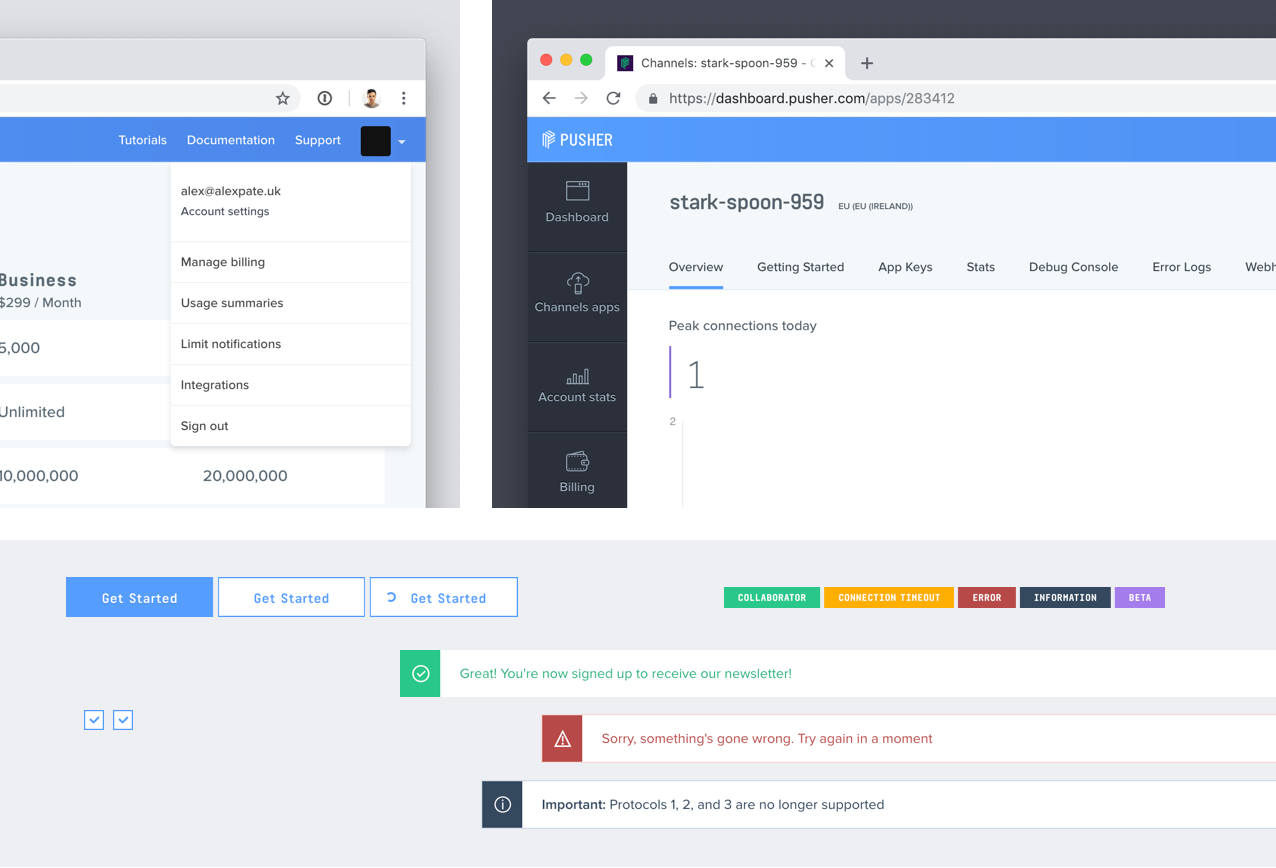 Tutorials Documentation Support
alex@alexpate.uk
Account settings
Manage billing
Usage summaries
Limit notifications
Integrations
Sign out
Business
$299 / Month
5,000
Unlimited
10,000,000 20,000,000
Channels: stark-spoon-959 -
https://dashboard.pusher.com/apps/283412
PUSHER
Dashboard
Channels apps
Account stats
Billing
stark-spoon-959 EU (EU (IRELAND))
Overview Getting Started App Keys Stats Debug Console Error Logs
Peak connections today
1
2
Get Started Get Started Get Started
COLLABORATOR CONNECTION TIMEOUT ERROR INFORMATION BETA
Great! You're now signed up to receive our newsletter!
Sorry, something's gone wrong. Try again in a moment
Important: Protocols 1, 2, and 3 are no longer supported